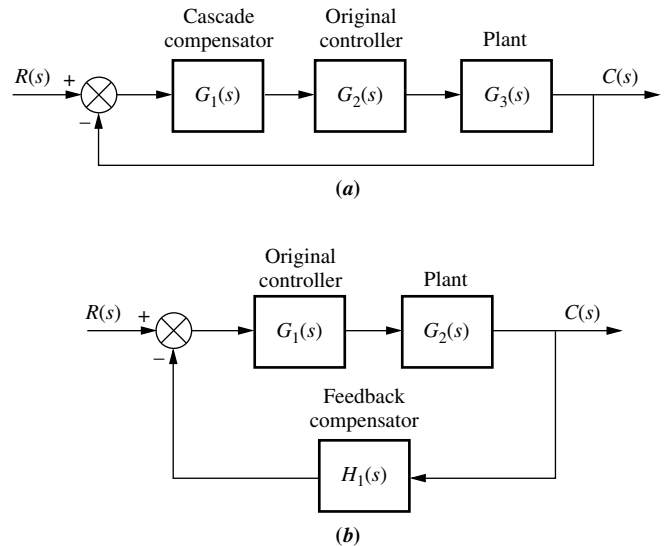 Cascade
compensator
Original
controller
Plant
R(s)
+
−
G₁(s)
G₂(s)
G₃(s)
C(s)
(a)
Original
controller
Plant
R(s)
+
−
G₁(s)
G₂(s)
C(s)
Feedback
compensator
H₁(s)
(b)